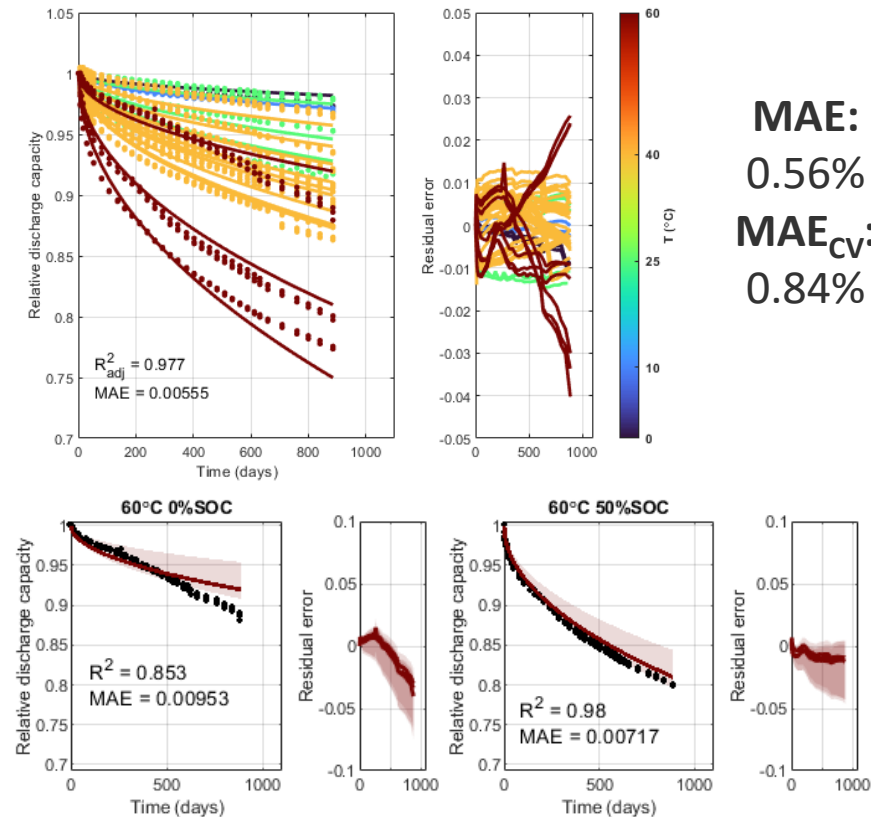 1.05
1
0.95
0.9
0.85
0.8
0.75
0.7
Relative discharge capacity
R²adj = 0.977
MAE = 0.00555
0 200 400 600 800 1000
Time (days)
0.05
0.04
0.03
0.02
0.01
0
-0.01
-0.02
-0.03
-0.04
-0.05
Residual error
0 500 1000
60
40
25
10
0
T (°C)
MAE:
0.56%
MAE_CV:
0.84%
60°C 0%SOC
1
0.95
0.9
0.85
0.8
0.75
0.7
Relative discharge capacity
R² = 0.853
MAE = 0.00953
0 500 1000
Time (days)
0.1
0.05
0
-0.05
-0.1
Residual error
0 1000
60°C 50%SOC
1
0.95
0.9
0.85
0.8
0.75
0.7
Relative discharge capacity
R² = 0.98
MAE = 0.00717
0 500 1000
Time (days)
0.1
0.05
0
-0.05
-0.1
Residual error
0 1000